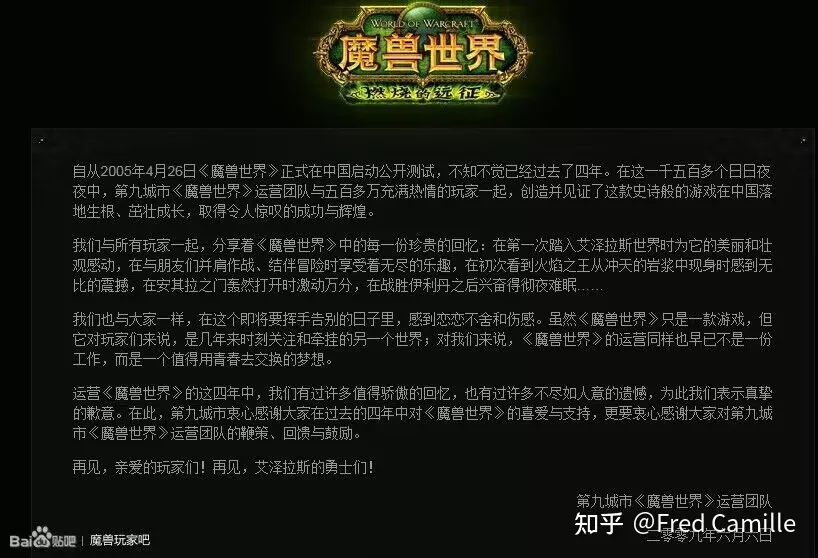 WORLD OF WARCRAFT
魔兽世界
燃烧的远征
自从2005年4月26日《魔兽世界》正式在中国启动公开测试，不知不觉已经过去了四年。在这一千五百多个日日夜
夜中，第九城市《魔兽世界》运营团队与五百多万充满热情的玩家一起，创造并见证了这款史诗般的游戏在中国落
地生根、茁壮成长，取得令人惊叹的成功与辉煌。
我们与所有玩家一起，分享着《魔兽世界》中的每一份珍贵的回忆：在第一次踏入艾泽拉斯世界时为它的美丽和壮
观感动，在与朋友们并肩作战、结伴冒险时享受着无尽的乐趣，在初次看到火焰之王从冲天的岩浆中现身时感到无
比的震撼，在安其拉之门轰然打开时激动万分，在战胜伊利丹之后兴奋得彻夜难眠……
我们也与大家一样，在这个即将要挥手告别的日子里，感到恋恋不舍和伤感。虽然《魔兽世界》只是一款游戏，但
它对玩家们来说，是几年来时刻关注和牵挂的另一个世界；对我们来说，《魔兽世界》的运营同样也早已不是一份
工作，而是一个值得用青春去交换的梦想。
运营《魔兽世界》的这四年中，我们有过许多值得骄傲的回忆，也有过许多不尽如人意的遗憾，为此我们表示真挚
的歉意。在此，第九城市衷心感谢大家在过去的四年中对《魔兽世界》的喜爱与支持，更要衷心感谢大家对第九城
市《魔兽世界》运营团队的鞭策、回馈与鼓励。
再见，亲爱的玩家们！再见，艾泽拉斯的勇士们！
第九城市《魔兽世界》运营团队
知乎 @Fred Camille
二零零九年六月六日
Bai du 贴吧 | 魔兽玩家吧